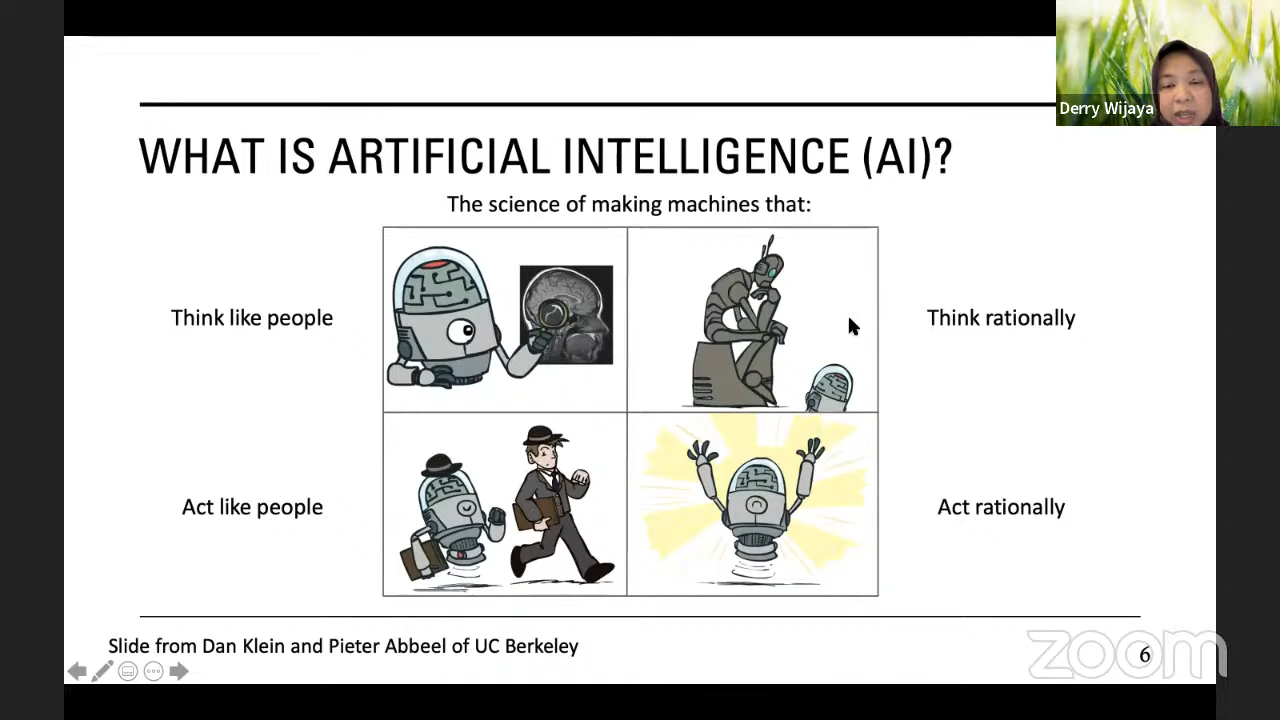 Derry Wijaya
WHAT IS ARTIFICIAL INTELLIGENCE (AI)?
The science of making machines that:
Think like people
Think rationally
Act like people
Act rationally
Slide from Dan Klein and Pieter Abbeel of UC Berkeley
zoom
6